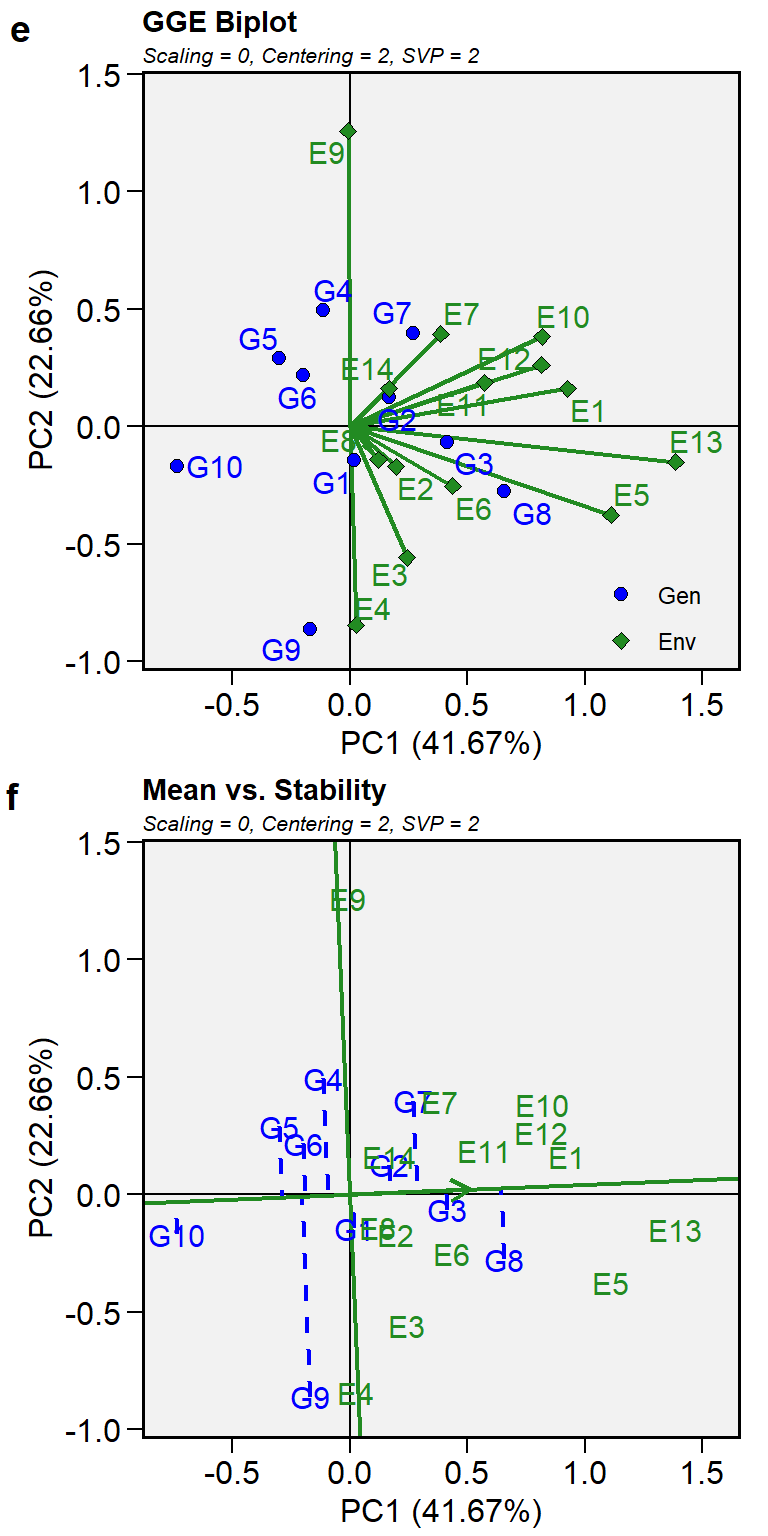 e
GGE Biplot
Scaling = 0, Centering = 2, SVP = 2
1.5
E9
1.0
G4
0.5
G7
E7
E10
G5
E14
E12
G6
E11
E1
G2
0.0
E8
E13
G10
G1
G3
E2
E5
E6
G8
-0.5
E3
E4
G9
Gen
Env
-1.0
-0.5
0.0
0.5
1.0
1.5
PC1 (41.67%)
PC2 (22.66%)
f
Mean vs. Stability
Scaling = 0, Centering = 2, SVP = 2
1.5
E9
1.0
0.5
G4
G7
E7
E10
G5
G6
E12
G2
E14
E11
E1
0.0
G3
G10
G1
E8
E2
E13
E6
G8
E5
-0.5
E3
G9
E4
-1.0
-0.5
0.0
0.5
1.0
1.5
PC1 (41.67%)
PC2 (22.66%)